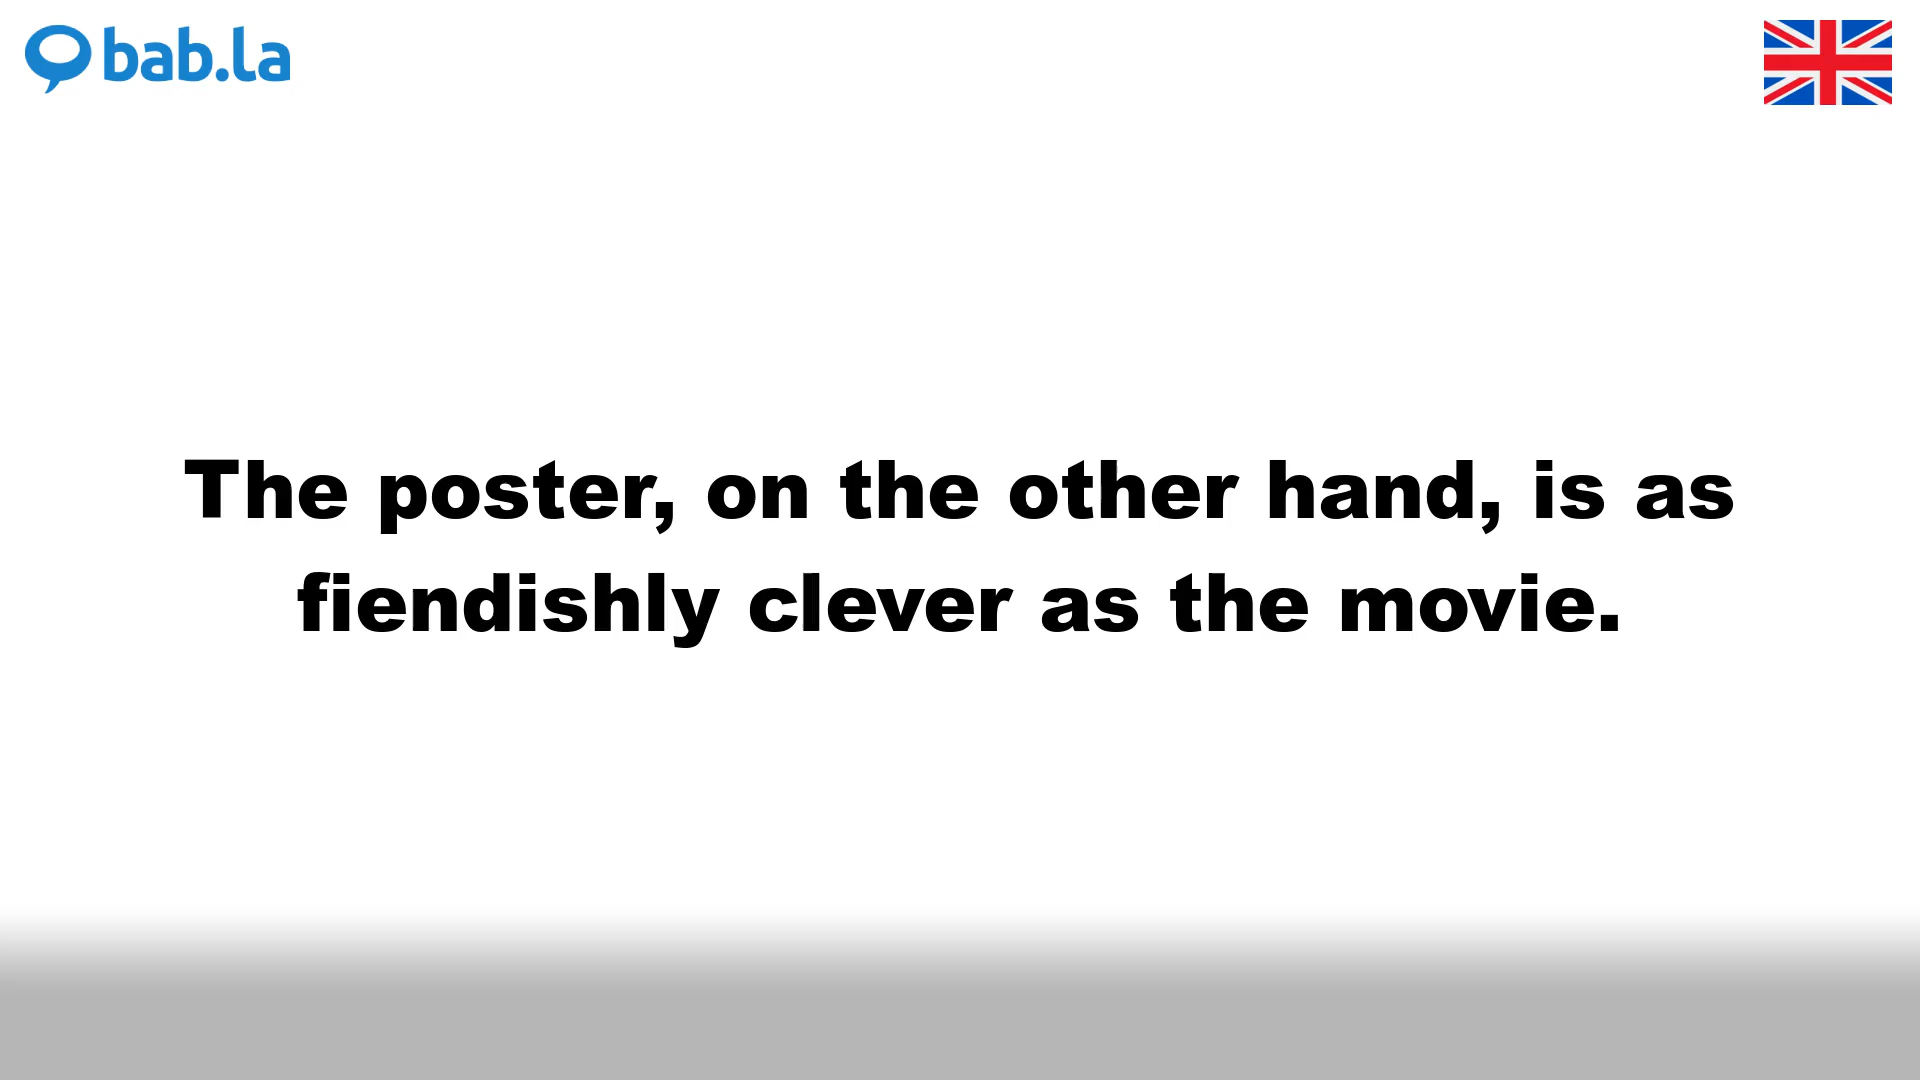 bab.la
The poster, on the other hand, is as
fiendishly clever as the movie.